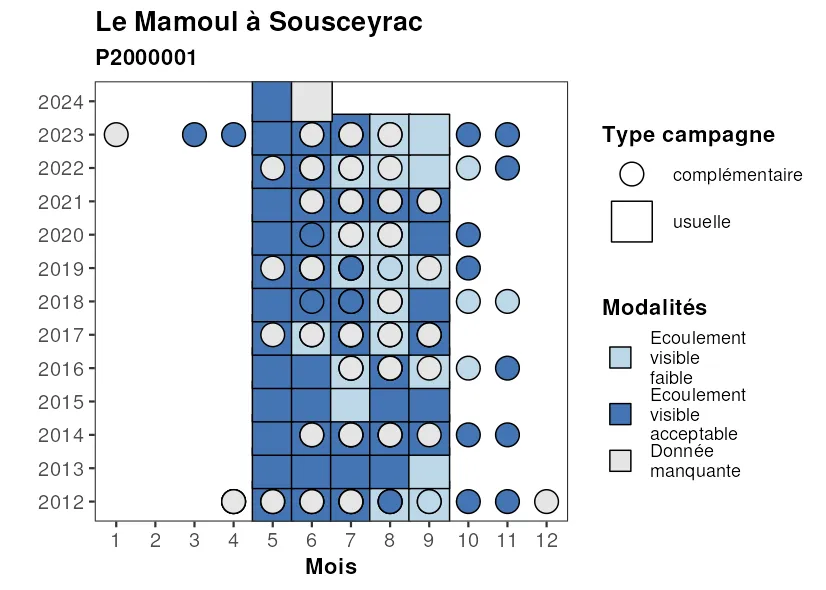 Le Mamoul à Sousceyrac
P2000001
2024
2023
2022
2021
2020
2019
2018
2017
2016
2015
2014
2013
2012
1 2 3 4 5 6 7 8 9 10 11 12
Mois
Type campagne
complémentaire
usuelle
Modalités
Ecoulement
visible
faible
Ecoulement
visible
acceptable
Donnée
manquante